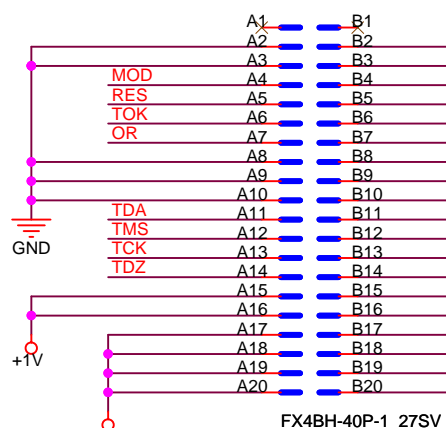 A1 B1
A2 B2
A3 B3
MOD A4 B4
RES A5 B5
TOK A6 B6
OR A7 B7
A8 B8
A9 B9
A10 B10
TDA A11 B11
GND TMS A12 B12
TCK A13 B13
TDZ A14 B14
A15 B15
A16 B16
+1V A17 B17
A18 B18
A19 B19
A20 B20
FX4BH-40P-1 27SV